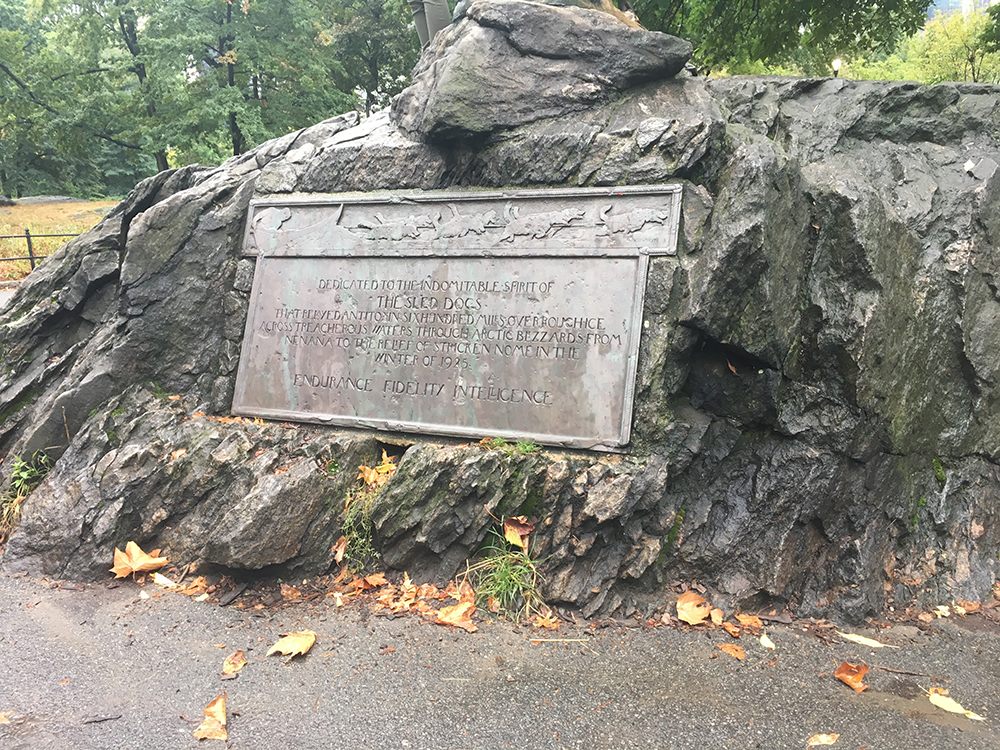 DEDICATED TO THE INDOMITABLE SPIRIT OF
THE SLED DOGS
THAT RELAYED ANTITOXIN SIX HUNDRED MILES OVER ROUGH ICE
ACROSS TREACHEROUS WATERS THROUGH ARCTIC BLIZZARDS FROM
NENANA TO THE RELIEF OF STRICKEN NOME IN THE
WINTER OF 1925
ENDURANCE FIDELITY INTELLIGENCE